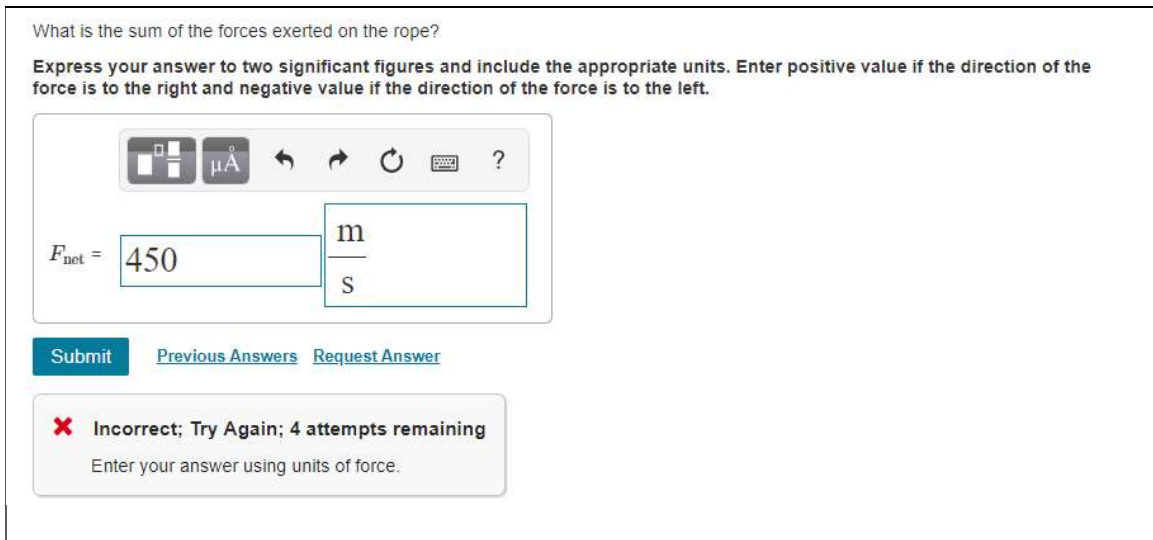 What is the sum of the forces exerted on the rope?
Express your answer to two significant figures and include the appropriate units. Enter positive value if the direction of the
force is to the right and negative value if the direction of the force is to the left.
μÅ ?
Fnet = 450 m/s
Submit Previous Answers Request Answer
Incorrect; Try Again; 4 attempts remaining
Enter your answer using units of force.